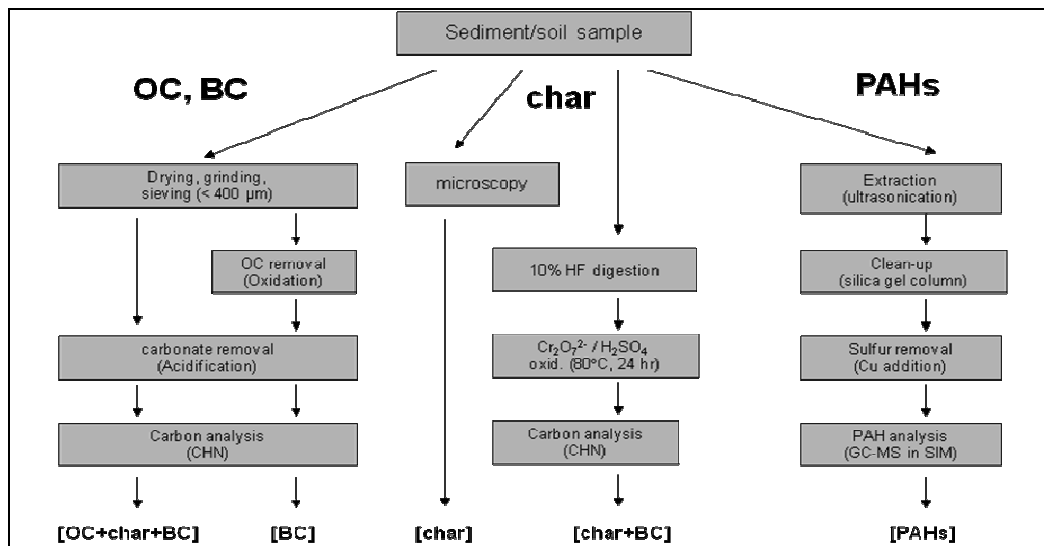 Sediment/soil sample
OC, BC
char
PAHs
Drying, grinding,
sieving (< 400 µm)
microscopy
Extraction
(ultrasonication)
OC removal
(Oxidation)
10% HF digestion
Clean-up
(silica gel column)
carbonate removal
(Acidification)
Cr₂O₇²⁻ / H₂SO₄
oxid. (80°C, 24 hr)
Sulfur removal
(Cu addition)
Carbon analysis
(CHN)
Carbon analysis
(CHN)
PAH analysis
(GC-MS in SIM)
[OC+char+BC]
[BC]
[char]
[char+BC]
[PAHs]